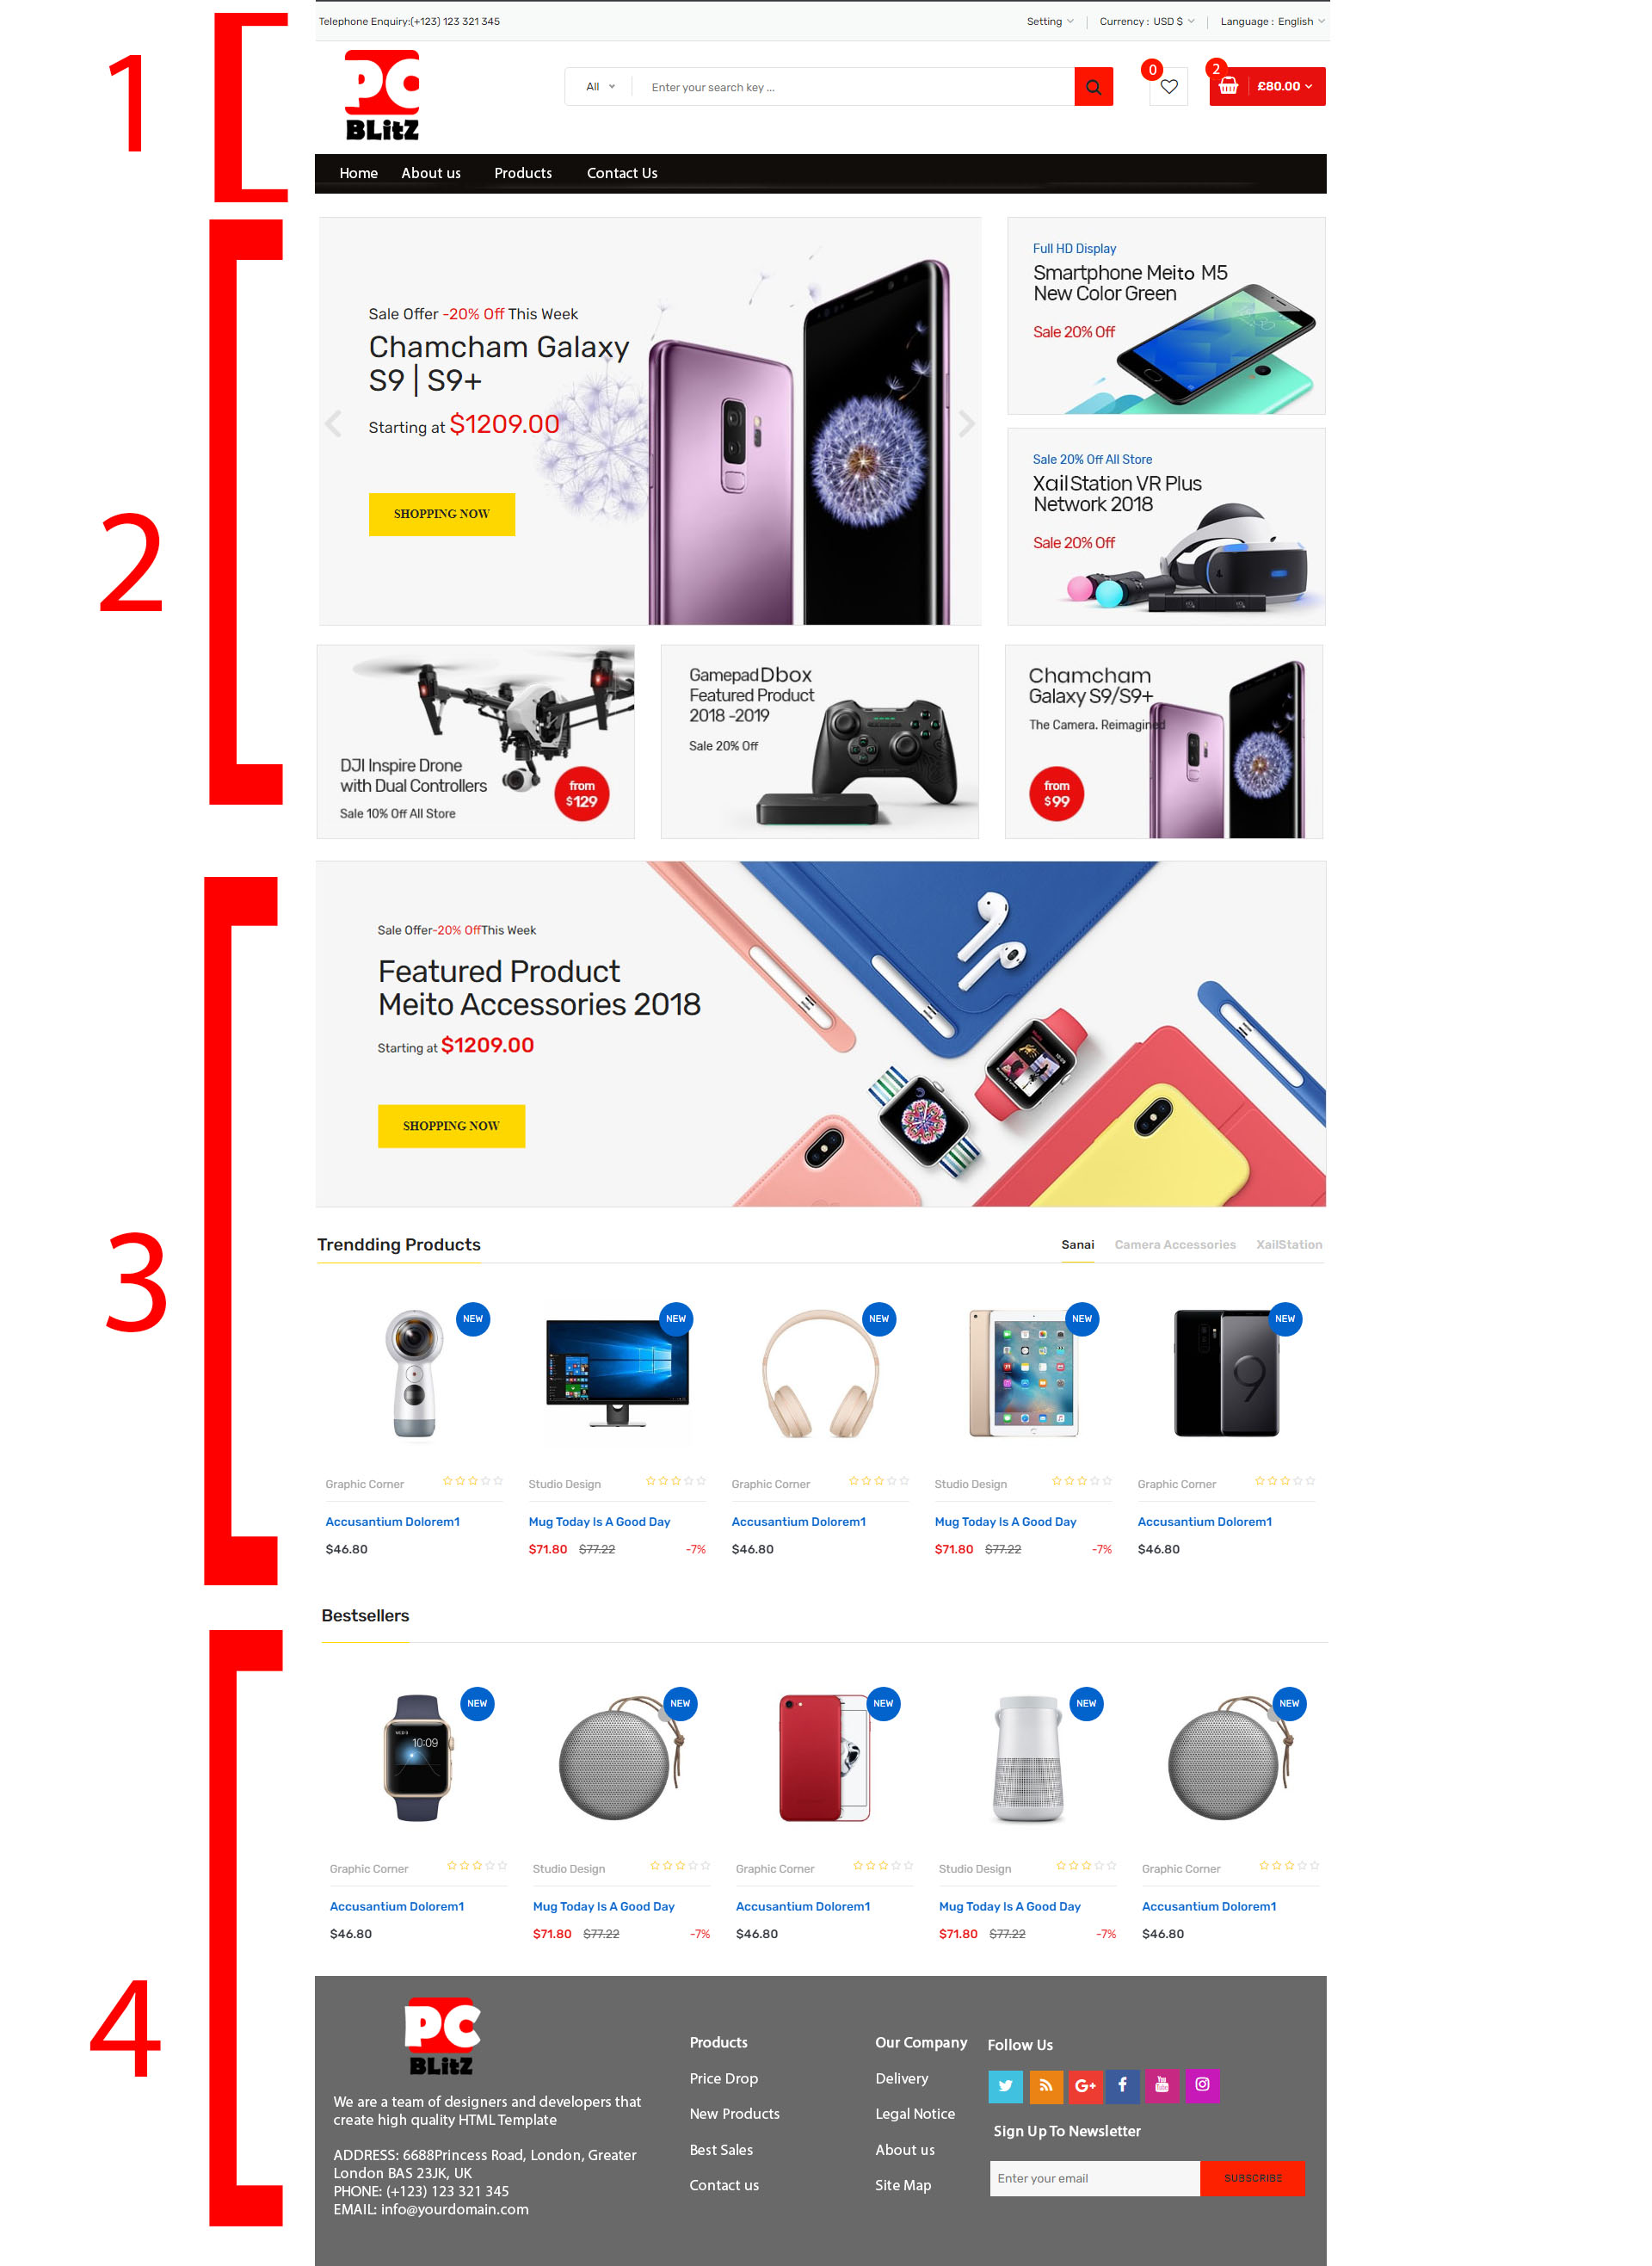 Telephone Enquiry:(+123) 123 321 345
Setting
Currency : USD $
Language : English
1
PC
BLitZ
All
Enter your search key ...
0
2
£80.00
Home
About us
Products
Contact Us
2
Sale Offer -20% Off This Week
Chamcham Galaxy
S9 | S9+
Starting at $1209.00
SHOPPING NOW
Full HD Display
Smartphone Meito M5
New Color Green
Sale 20% Off
Sale 20% Off All Store
XailStation VR Plus
Network 2018
Sale 20% Off
DJI Inspire Drone
with Dual Controllers
Sale 10% Off All Store
from
$129
Gamepad Dbox
Featured Product
2018 -2019
Sale 20% Off
Chamcham
Galaxy S9/S9+
The Camera. Reimagined
from
$99
3
Sale Offer-20% OffThis Week
Featured Product
Meito Accessories 2018
Starting at $1209.00
SHOPPING NOW
Trendding Products
Sanai
Camera Accessories
XailStation
NEW
NEW
NEW
NEW
NEW
9
Graphic Corner
Studio Design
Graphic Corner
Studio Design
Graphic Corner
Accusantium Dolorem1
Mug Today Is A Good Day
Accusantium Dolorem1
Mug Today Is A Good Day
Accusantium Dolorem1
$46.80
$71.80 $77.22 -7%
$46.80
$71.80 $77.22 -7%
$46.80
4
Bestsellers
NEW
NEW
NEW
NEW
NEW
10:09
Graphic Corner
Studio Design
Graphic Corner
Studio Design
Graphic Corner
Accusantium Dolorem1
Mug Today Is A Good Day
Accusantium Dolorem1
Mug Today Is A Good Day
Accusantium Dolorem1
$46.80
$71.80 $77.22 -7%
$46.80
$71.80 $77.22 -7%
$46.80
PC
BLitZ
We are a team of designers and developers that
create high quality HTML Template
ADDRESS: 6688Princess Road, London, Greater
London BAS 23JK, UK
PHONE: (+123) 123 321 345
EMAIL: info@yourdomain.com
Products
Price Drop
New Products
Best Sales
Contact us
Our Company
Delivery
Legal Notice
About us
Site Map
Follow Us
G+
f
You
Sign Up To Newsletter
Enter your email
SUBSCRIBE